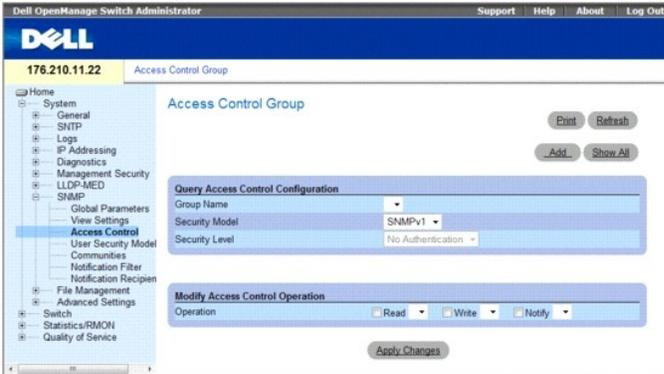 Dell OpenManage Switch Administrator
Support Help About Log Out
DELL
176.210.11.22
Access Control Group
Home
System
General
SNTP
Logs
IP Addressing
Diagnostics
Management Security
LLDP-MED
SNMP
Global Parameters
View Settings
Access Control
User Security Model
Communities
Notification Filter
Notification Recipien
File Management
Advanced Settings
Switch
Statistics/RMON
Quality of Service
Access Control Group
Print Refresh
Add Show All
Query Access Control Configuration
Group Name
Security Model SNMPv1
Security Level No Authentication
Modify Access Control Operation
Operation Read Write Notify
Apply Changes